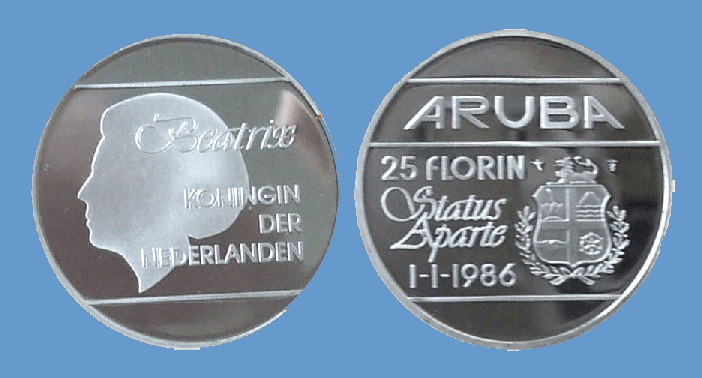 Beatrix
KONINGIN
DER
NEDERLANDEN
ARUBA
25 FLORIN
Status
Aparte
1-1-1986